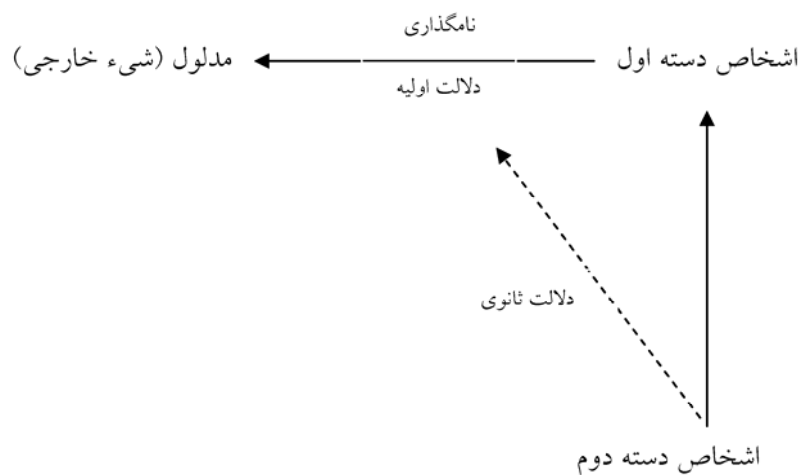 نامگذاری
اشخاص دسته اول
مدلول (شیء خارجی)
دلالت اولیه
دلالت ثانوی
اشخاص دسته دوم